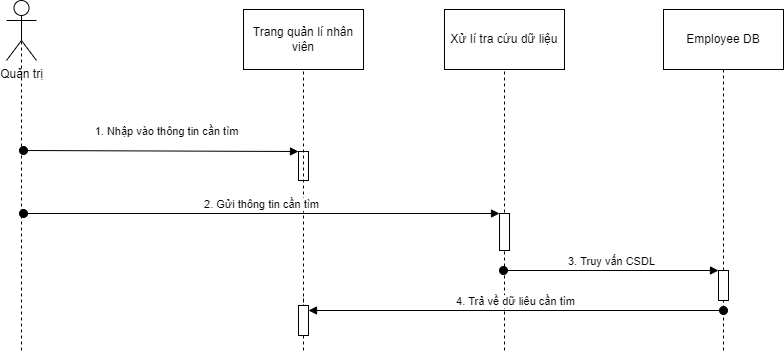 Trang quản lí nhân
viên
Xử lí tra cứu dữ liệu
Employee DB
Quản trị
1. Nhập vào thông tin cần tìm
2. Gửi thông tin cần tìm
3. Truy vấn CSDL
4. Trả về dữ liêu cần tìm